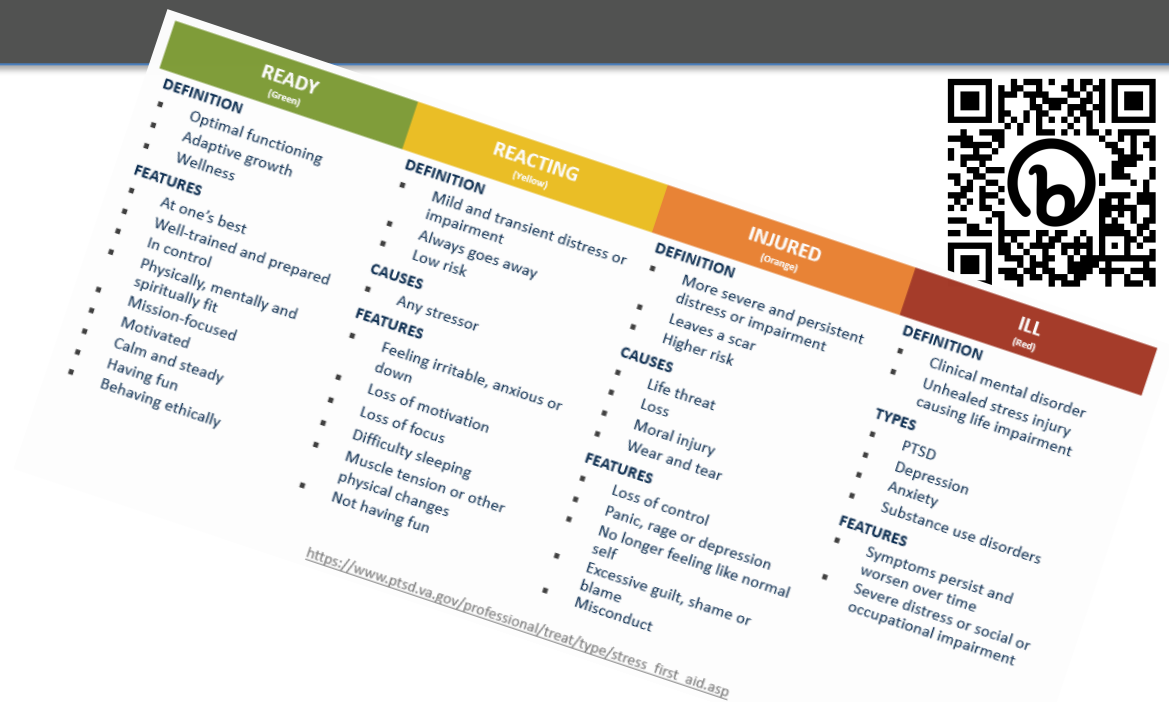 READY
(Green)
DEFINITION
Optimal functioning
Adaptive growth
Wellness
FEATURES
At one's best
Well-trained and prepared
In control
Physically, mentally and
spiritually fit
Mission-focused
Motivated
Calm and steady
Having fun
Behaving ethically
REACTING
(Yellow)
DEFINITION
Mild and transient distress or
impairment
Always goes away
Low risk
CAUSES
Any stressor
FEATURES
Feeling irritable, anxious or
down
Loss of motivation
Loss of focus
Difficulty sleeping
Muscle tension or other
physical changes
Not having fun
INJURED
(Orange)
DEFINITION
More severe and persistent
distress or impairment
Leaves a scar
Higher risk
CAUSES
Life threat
Loss
Moral injury
Wear and tear
FEATURES
Loss of control
Panic, rage or depression
No longer feeling like normal
self
Excessive guilt, shame or
blame
Misconduct
ILL
(Red)
DEFINITION
Clinical mental disorder
Unhealed stress injury
causing life impairment
TYPES
PTSD
Depression
Anxiety
Substance use disorders
FEATURES
Symptoms persist and
worsen over time
Severe distress or social or
occupational impairment
https://www.ptsd.va.gov/professional/treat/type/stress_first_aid.asp
b